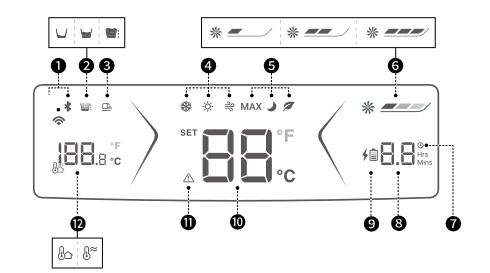 1 2 3 4 5 6
MAX
188.8 °F °C
SET 88 °F °C
8.8 Hrs Mins
12 11 10 9 8 7